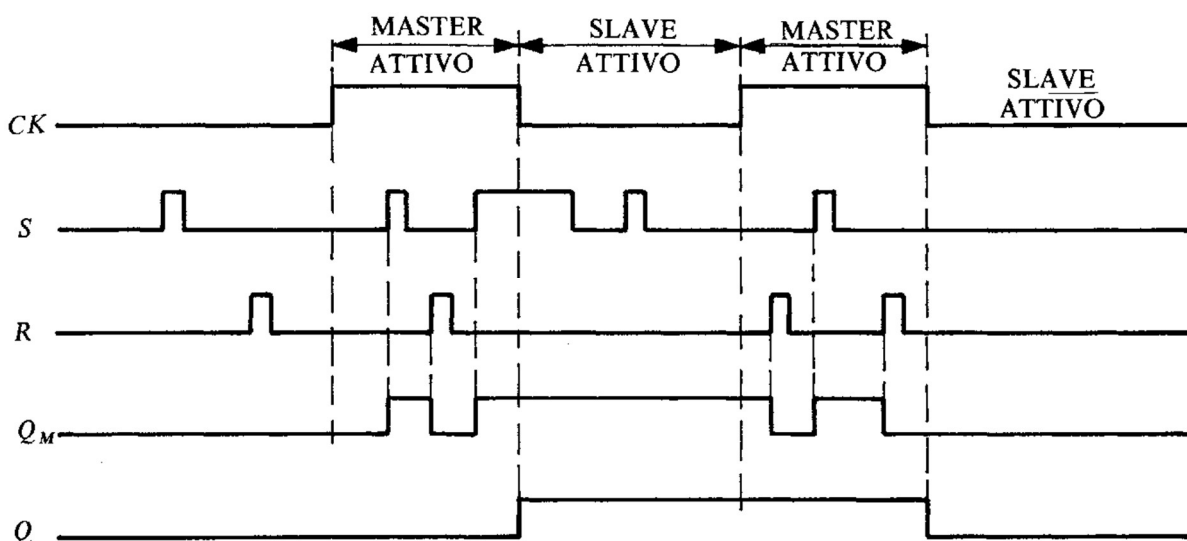 MASTER
ATTIVO
SLAVE
ATTIVO
MASTER
ATTIVO
SLAVE
ATTIVO
CK
S
R
QM
Q